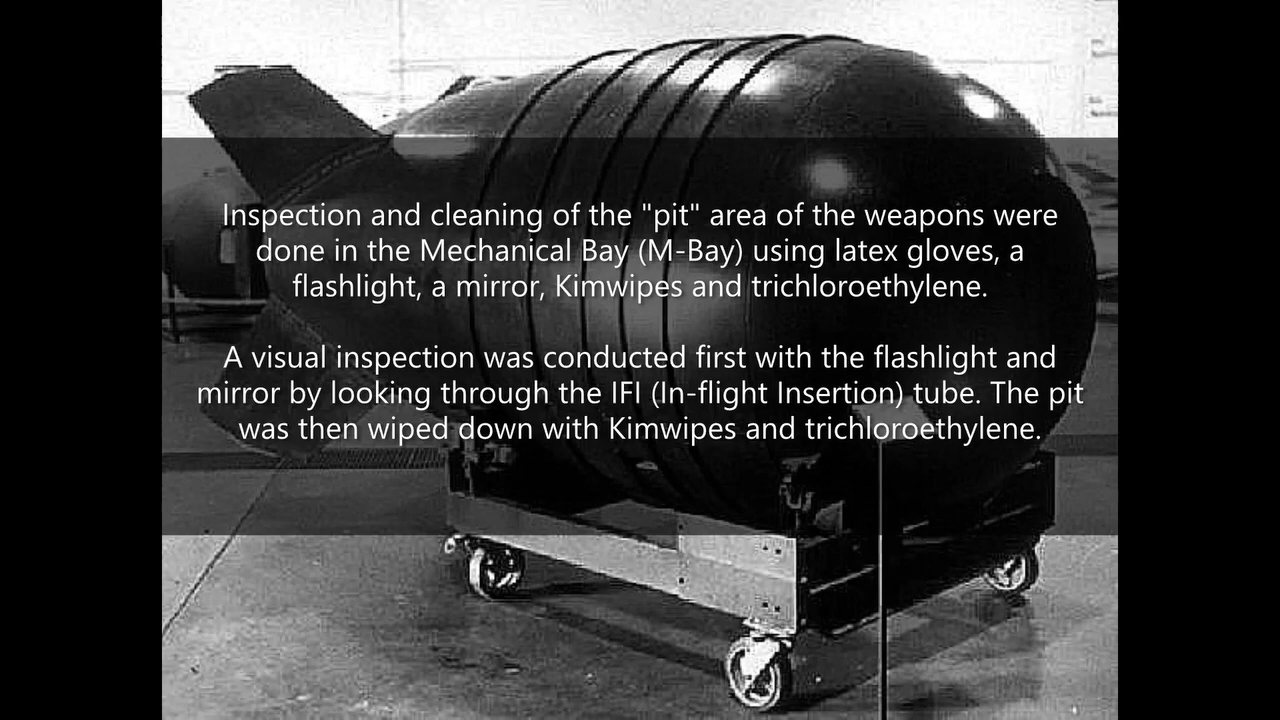 Inspection and cleaning of the "pit" area of the weapons were
done in the Mechanical Bay (M-Bay) using latex gloves, a
flashlight, a mirror, Kimwipes and trichloroethylene.
A visual inspection was conducted first with the flashlight and
mirror by looking through the IFI (In-flight Insertion) tube. The pit
was then wiped down with Kimwipes and trichloroethylene.